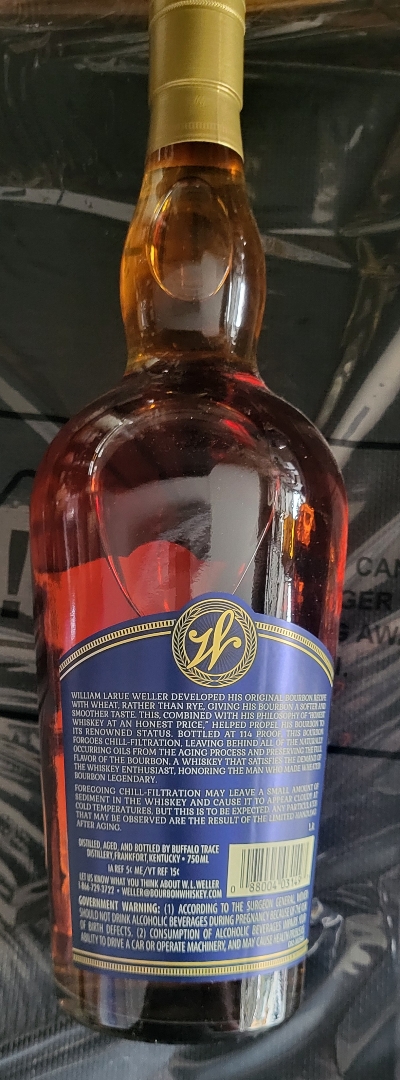 W
WILLIAM LARUE WELLER DEVELOPED HIS ORIGINAL BOURBON RECIPE
WITH WHEAT, RATHER THAN RYE, GIVING HIS BOURBON A SOFTER AND
SMOOTHER TASTE. THIS, COMBINED WITH HIS PHILOSOPHY OF "HONEST
WHISKEY AT AN HONEST PRICE," HELPED PROPEL HIS BOURBON TO
ITS RENOWNED STATUS. BOTTLED AT 114 PROOF, THIS BOURBON
FORGOES CHILL-FILTRATION, LEAVING BEHIND ALL OF THE NATURALLY
OCCURRING OILS FROM THE AGING PROCESS AND PRESERVING THE FULL
FLAVOR OF THE BOURBON. A WHISKEY THAT SATISFIES THE DEMANDS OF
THE WHISKEY ENTHUSIAST, HONORING THE MAN WHO MADE WHEATED
BOURBON LEGENDARY.
FOREGOING CHILL-FILTRATION MAY LEAVE A SMALL AMOUNT OF
SEDIMENT IN THE WHISKEY AND CAUSE IT TO APPEAR CLOUDY AT
COLD TEMPERATURES, BUT THIS IS TO BE EXPECTED. ANY PARTICULATES
THAT MAY BE OBSERVED ARE THE RESULT OF THE LIMITED HANDLING
AFTER AGING.
DISTILLED, AGED, AND BOTTLED BY BUFFALO TRACE
DISTILLERY, FRANKFORT, KENTUCKY • 750 ML
IA REF 5¢ ME/VT REF 15¢
LET US KNOW WHAT YOU THINK ABOUT W. L. WELLER
1-866-729-3722 • WELLER@BOURBONWHISKEY.COM
0 88004 0314
GOVERNMENT WARNING: (1) ACCORDING TO THE SURGEON GENERAL, WOMEN
SHOULD NOT DRINK ALCOHOLIC BEVERAGES DURING PREGNANCY BECAUSE OF THE RISK
OF BIRTH DEFECTS. (2) CONSUMPTION OF ALCOHOLIC BEVERAGES IMPAIRS YOUR
ABILITY TO DRIVE A CAR OR OPERATE MACHINERY, AND MAY CAUSE HEALTH PROBLEMS.